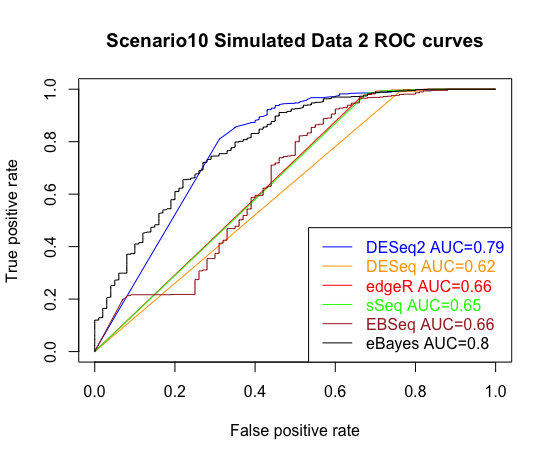 Scenario10 Simulated Data 2 ROC curves
True positive rate
1.0
0.8
0.6
0.4
0.2
0.0
DESeq2 AUC=0.79
DESeq AUC=0.62
edgeR AUC=0.66
sSeq AUC=0.65
EBSeq AUC=0.66
eBayes AUC=0.8
0.0 0.2 0.4 0.6 0.8 1.0
False positive rate